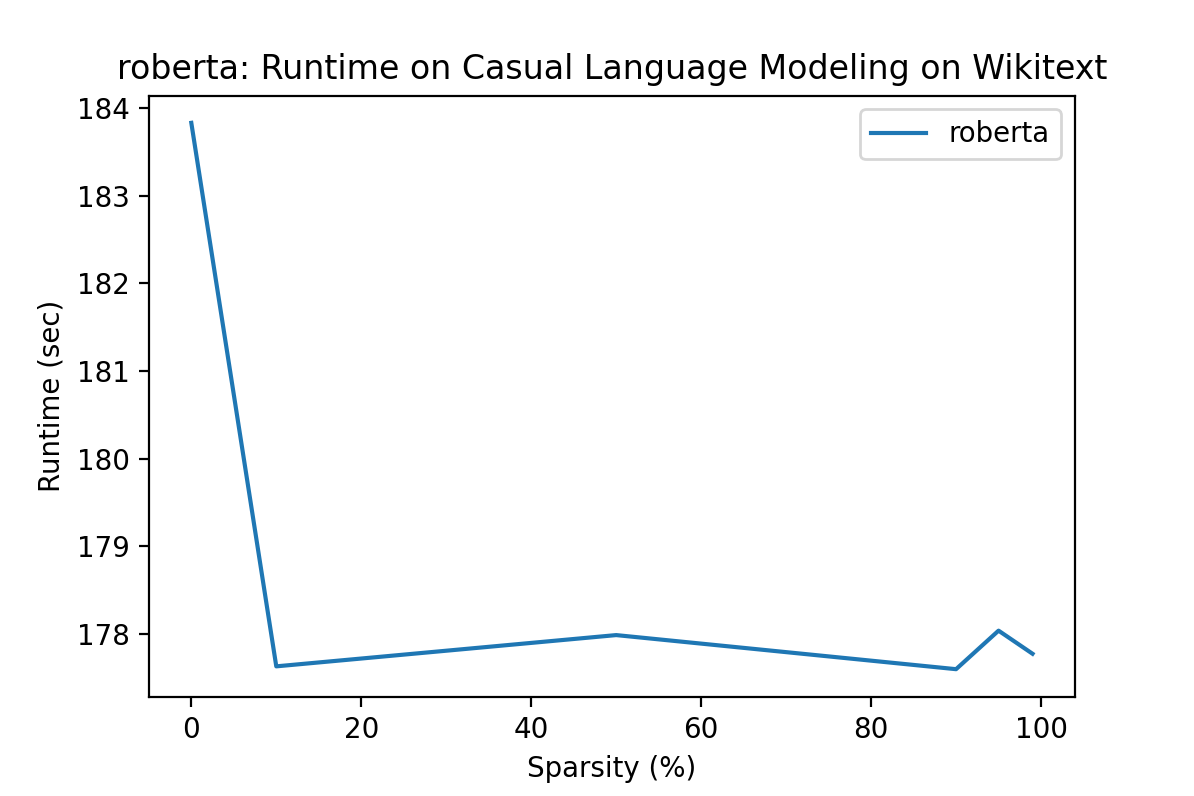 roberta: Runtime on Casual Language Modeling on Wikitext
roberta
184
183
182
181
180
179
178
Runtime (sec)
0 20 40 60 80 100
Sparsity (%)